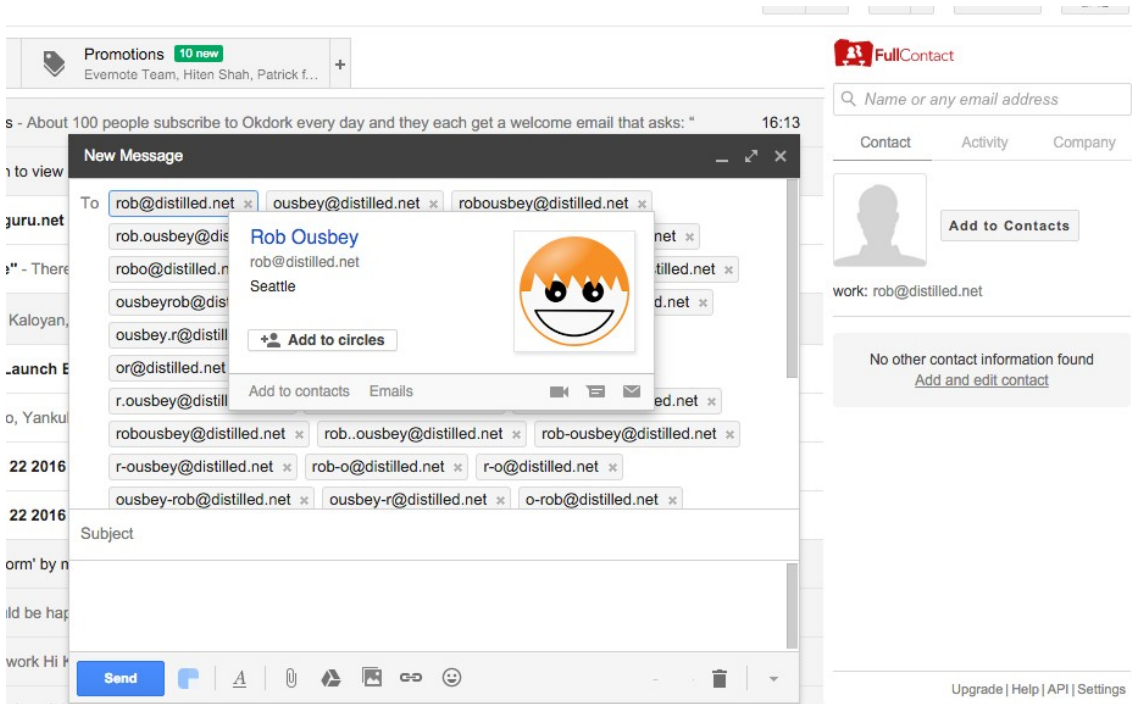 Promotions 10 new
Evernote Team, Hiten Shah, Patrick f... +
s - About 100 people subscribe to Okdork every day and they each get a welcome email that asks: “ 16:13
to view
guru.net
e" - There
Kaloyan,
Launch E
o, Yankul
22 2016
22 2016
orm' by m
ld be hap
work Hi K
New Message
To rob@distilled.net × ousbey@distilled.net × robousbey@distilled.net ×
rob.ousbey@dis net ×
robo@distilled.n tilled.net ×
ousbeyrob@dist d.net ×
ousbey.r@distill
or@distilled.net
r.ousbey@distill ed.net ×
robousbey@distilled.net × rob..ousbey@distilled.net × rob-ousbey@distilled.net ×
r-ousbey@distilled.net × rob-o@distilled.net × r-o@distilled.net ×
ousbey-rob@distilled.net × ousbey-r@distilled.net × o-rob@distilled.net ×
Rob Ousbey
rob@distilled.net
Seattle
Add to circles
Add to contacts Emails
Subject
Send A
FullContact
Name or any email address
Contact Activity Company
Add to Contacts
work: rob@distilled.net
No other contact information found
Add and edit contact
Upgrade | Help | API | Settings